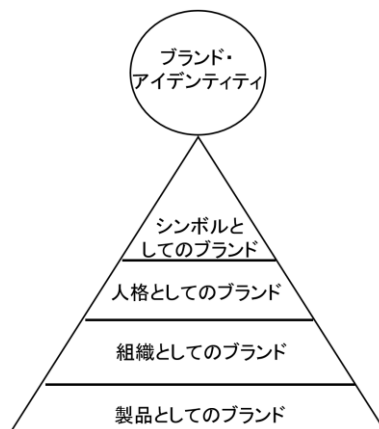 ブランド・
アイデンティティ
シンボルと
してのブランド
人格としてのブランド
組織としてのブランド
製品としてのブランド